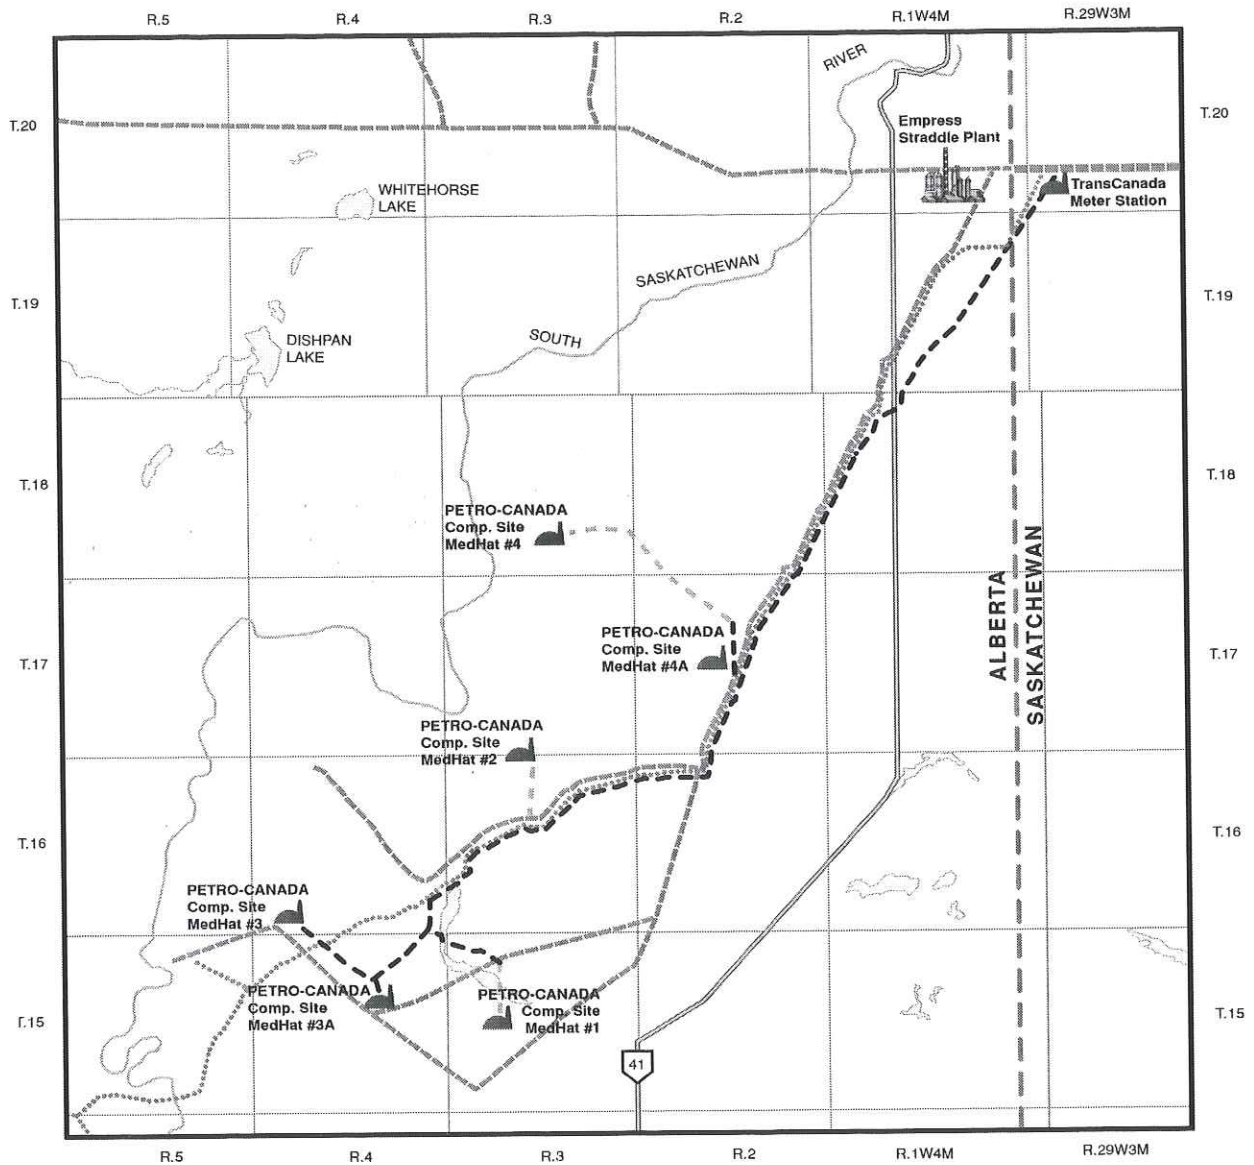 R.5 R.4 R.3 R.2 R.1W4M R.29W3M
RIVER
T.20
T.20
Empress
Straddle Plant
TransCanada
Meter Station
WHITEHORSE
LAKE
SASKATCHEWAN
T.19
T.19
SOUTH
DISHPAN
LAKE
T.18
T.18
PETRO-CANADA
Comp. Site
MedHat #4
ALBERTA
SASKATCHEWAN
PETRO-CANADA
Comp. Site
MedHat #4A
T.17
T.17
PETRO-CANADA
Comp. Site
MedHat #2
T.16
T.16
PETRO-CANADA
Comp. Site
MedHat #3
PETRO-CANADA
Comp. Site
MedHat #3A
PETRO-CANADA
Comp. Site
MedHat #1
T.15
T.15
41
R.5 R.4 R.3 R.2 R.1W4M R.29W3M